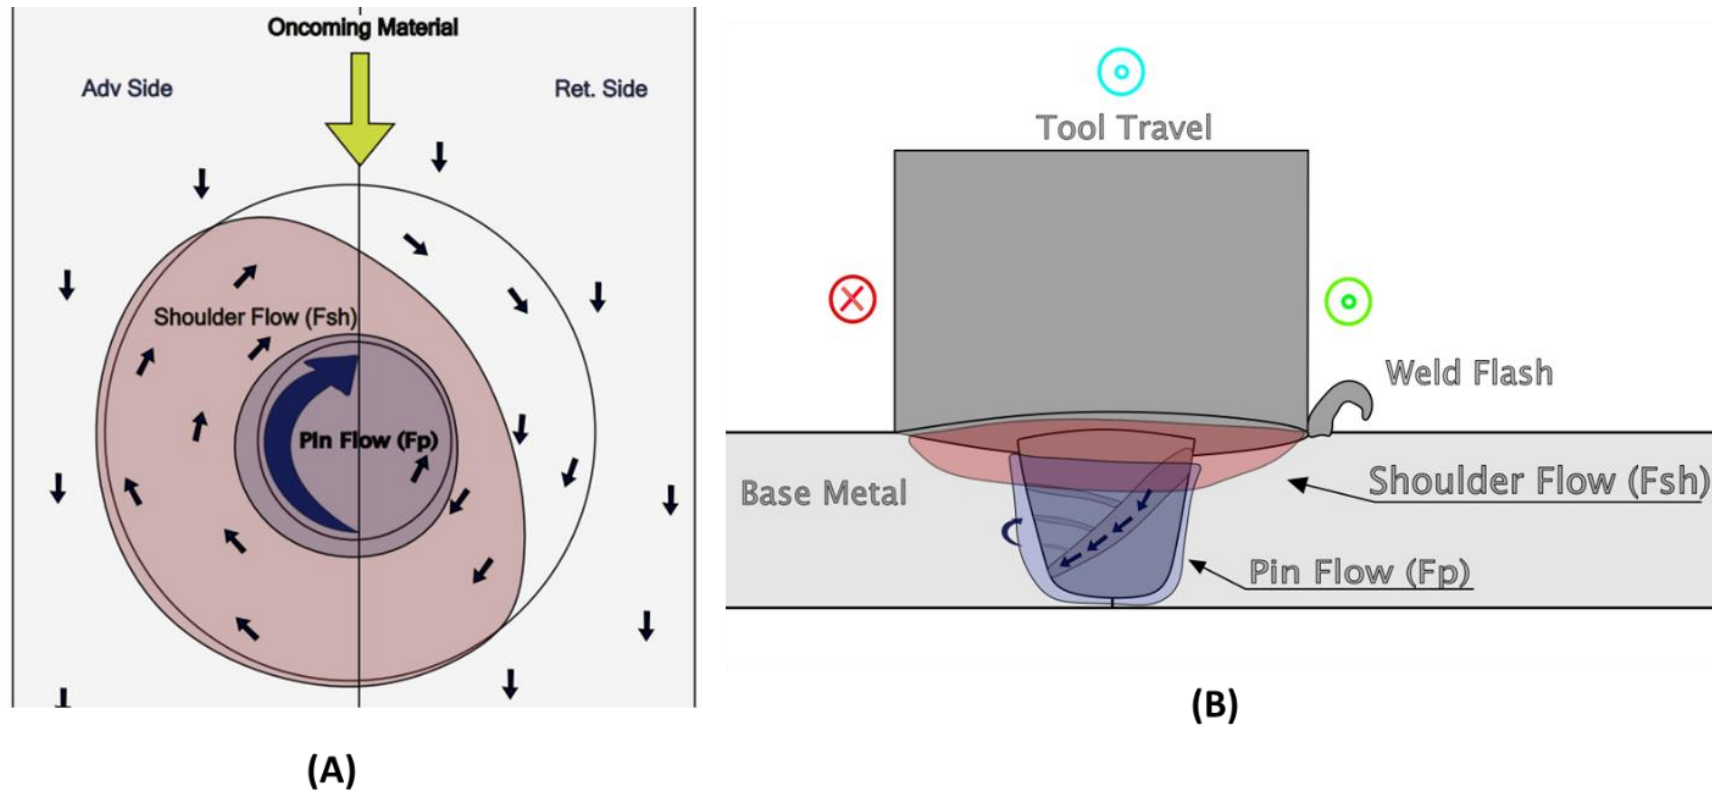 Oncoming Material
Adv Side
Ret. Side
Shoulder Flow (Fsh)
Pin Flow (Fp)
(A)
Tool Travel
Weld Flash
Base Metal
Shoulder Flow (Fsh)
Pin Flow (Fp)
(B)